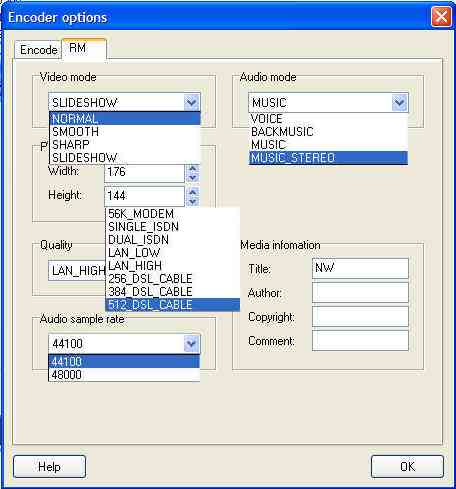 Encoder options
Encode RM
Video mode
SLIDESHOW
NORMAL
SMOOTH
SHARP
SLIDESHOW
Audio mode
MUSIC
VOICE
BACKMUSIC
MUSIC
MUSIC_STEREO
P
Width: 176
Height: 144
56K_MODEM
SINGLE_ISDN
DUAL_ISDN
LAN_LOW
LAN_HIGH
256_DSL_CABLE
384_DSL_CABLE
512_DSL_CABLE
Quality
LAN_HIGH
Audio sample rate
44100
44100
48000
Media infomation
Title: NW
Author:
Copyright:
Comment:
Help
OK